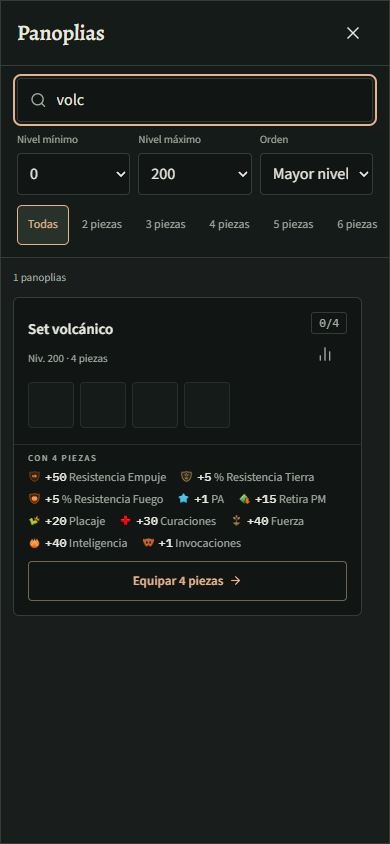 Panoplias
volc
Nivel mínimo Nivel máximo Orden
0 200 Mayor nivel
Todas 2 piezas 3 piezas 4 piezas 5 piezas 6 piezas
1 panoplias
Set volcánico 0/4
Niv. 200 · 4 piezas
CON 4 PIEZAS
+50 Resistencia Empuje +5 % Resistencia Tierra
+5 % Resistencia Fuego +1 PA +15 Retira PM
+20 Placaje +30 Curaciones +40 Fuerza
+40 Inteligencia +1 Invocaciones
Equipar 4 piezas →